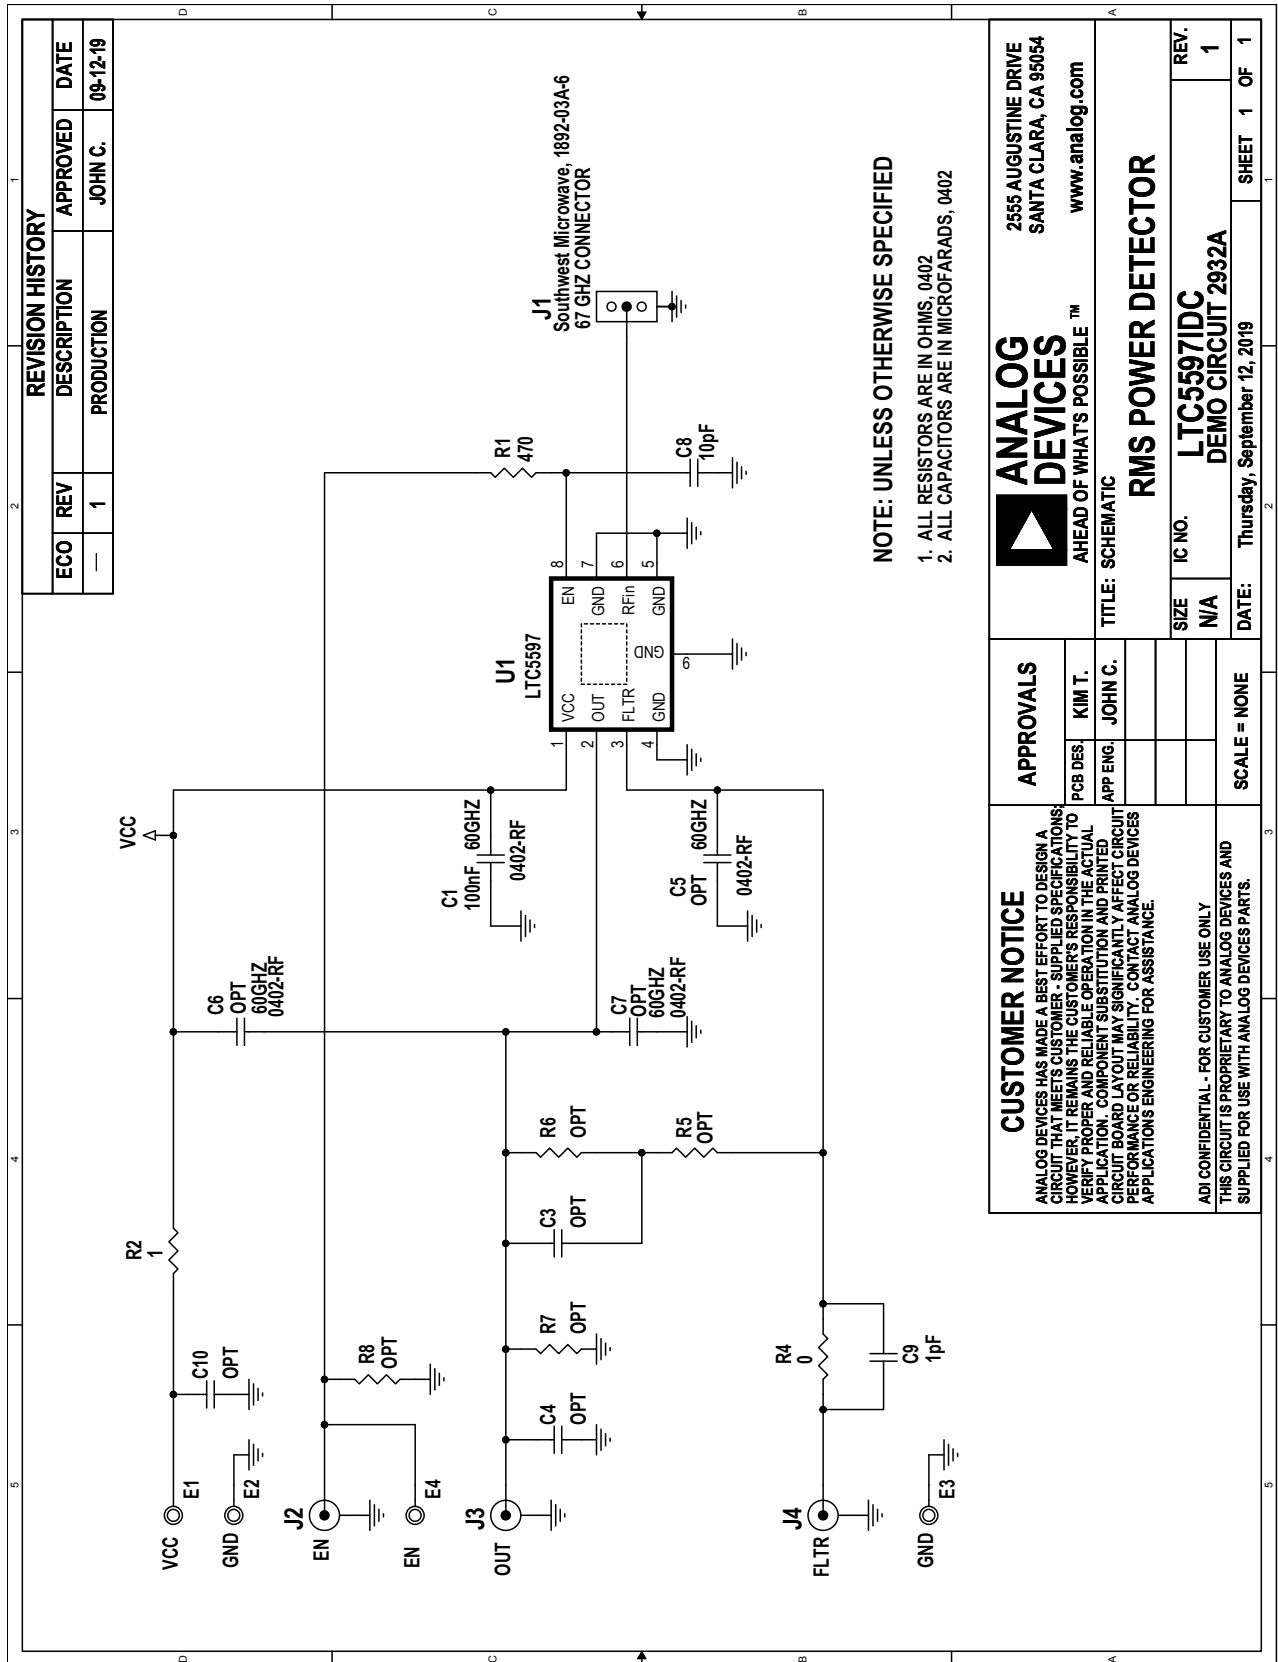 REVISION HISTORY
ECO REV DESCRIPTION APPROVED DATE
— 1 PRODUCTION JOHN C. 09-12-19
5 4 3 2 1
D
C
B
A
VCC
VCC
E1
GND
E2
C10
OPT
R2
1
C6
OPT
60GHZ
0402-RF
J2
EN
EN
E4
R8
OPT
J3
OUT
C4
OPT
R7
OPT
C3
OPT
R6
OPT
R5
OPT
C7
OPT
60GHZ
0402-RF
C1
100nF
60GHZ
0402-RF
C5
OPT
60GHZ
0402-RF
J4
FLTR
R4
0
C9
1pF
GND
E3
U1
LTC5597
1 VCC
2 OUT
3 FLTR
4 GND
EN 8
GND 7
RFin 6
GND 5
GND
9
R1
470
C8
10pF
J1
Southwest Microwave, 1892-03A-6
67 GHZ CONNECTOR
NOTE: UNLESS OTHERWISE SPECIFIED
1. ALL RESISTORS ARE IN OHMS, 0402
2. ALL CAPACITORS ARE IN MICROFARADS, 0402
CUSTOMER NOTICE
ANALOG DEVICES HAS MADE A BEST EFFORT TO DESIGN A
CIRCUIT THAT MEETS CUSTOMER - SUPPLIED SPECIFICATIONS;
HOWEVER, IT REMAINS THE CUSTOMER'S RESPONSIBILITY TO
VERIFY PROPER AND RELIABLE OPERATION IN THE ACTUAL
APPLICATION. COMPONENT SUBSTITUTION AND PRINTED
CIRCUIT BOARD LAYOUT MAY SIGNIFICANTLY AFFECT CIRCUIT
PERFORMANCE OR RELIABILITY. CONTACT ANALOG DEVICES
APPLICATIONS ENGINEERING FOR ASSISTANCE.
ADI CONFIDENTIAL - FOR CUSTOMER USE ONLY
THIS CIRCUIT IS PROPRIETARY TO ANALOG DEVICES AND
SUPPLIED FOR USE WITH ANALOG DEVICES PARTS.
APPROVALS
PCB DES. KIM T.
APP ENG. JOHN C.
SCALE = NONE
ANALOG
DEVICES
AHEAD OF WHAT'S POSSIBLE ™
2555 AUGUSTINE DRIVE
SANTA CLARA, CA 95054
www.analog.com
TITLE: SCHEMATIC
RMS POWER DETECTOR
SIZE
N/A
IC NO.
LTC5597IDC
DEMO CIRCUIT 2932A
REV.
1
DATE: Thursday, September 12, 2019
SHEET 1 OF 1
5 4 3 2 1
D
C
B
A